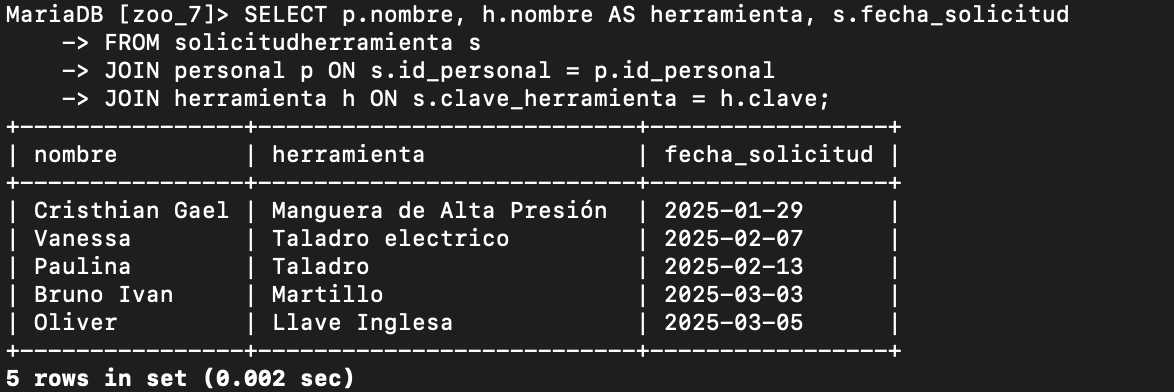 MariaDB [zoo_7]> SELECT p.nombre, h.nombre AS herramienta, s.fecha_solicitud
    -> FROM solicitudherramienta s
    -> JOIN personal p ON s.id_personal = p.id_personal
    -> JOIN herramienta h ON s.clave_herramienta = h.clave;
+----------------+---------------------------+-----------------+
| nombre         | herramienta               | fecha_solicitud |
+----------------+---------------------------+-----------------+
| Cristhian Gael | Manguera de Alta Presión  | 2025-01-29      |
| Vanessa        | Taladro electrico         | 2025-02-07      |
| Paulina        | Taladro                   | 2025-02-13      |
| Bruno Ivan     | Martillo                  | 2025-03-03      |
| Oliver         | Llave Inglesa             | 2025-03-05      |
+----------------+---------------------------+-----------------+
5 rows in set (0.002 sec)